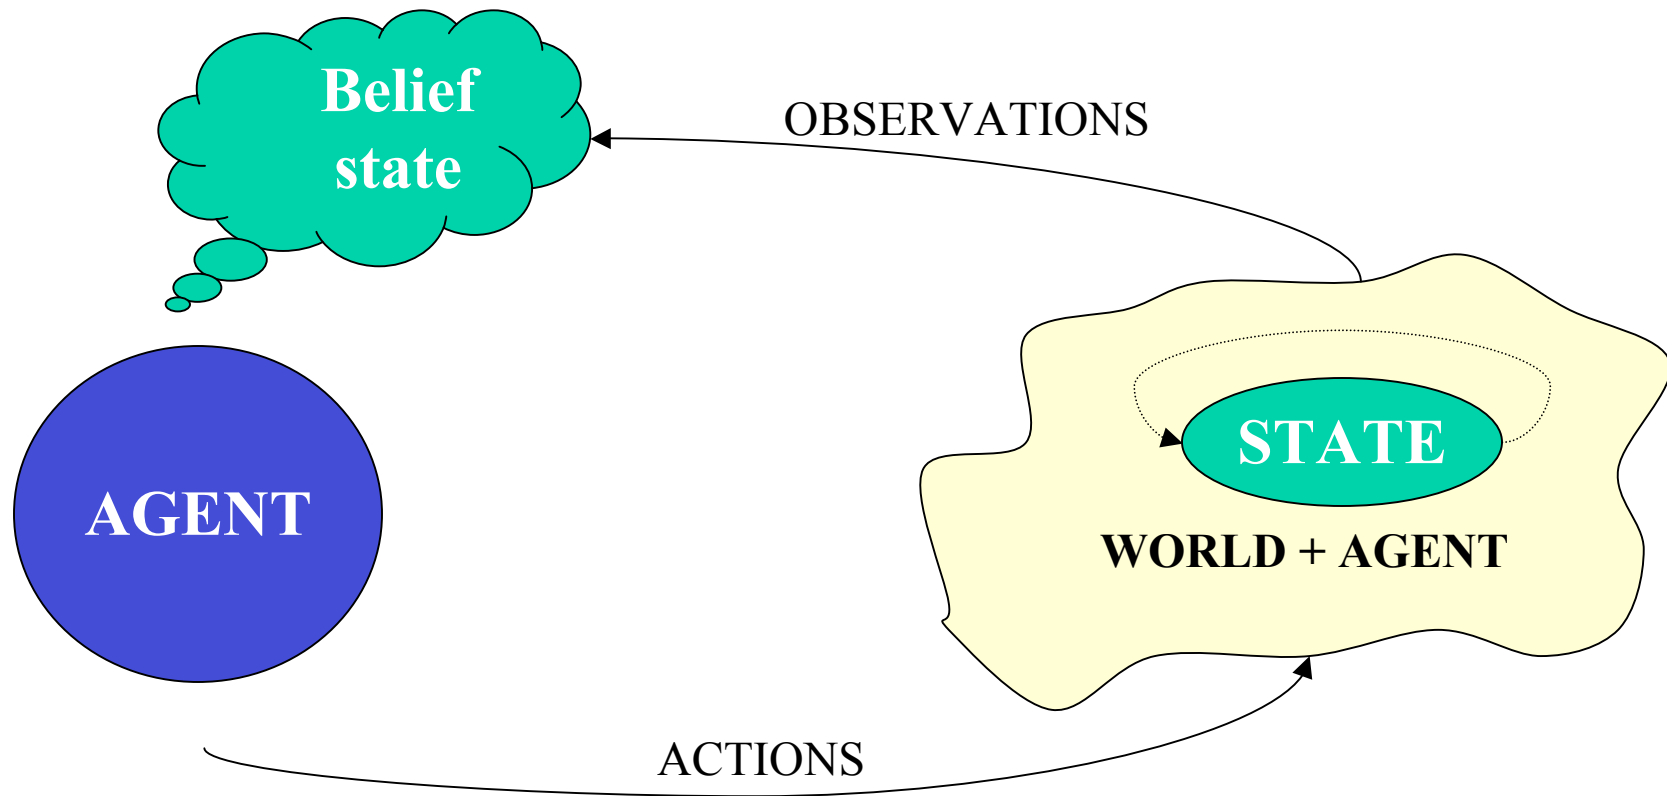 Belief
state
OBSERVATIONS
STATE
AGENT
WORLD + AGENT
ACTIONS